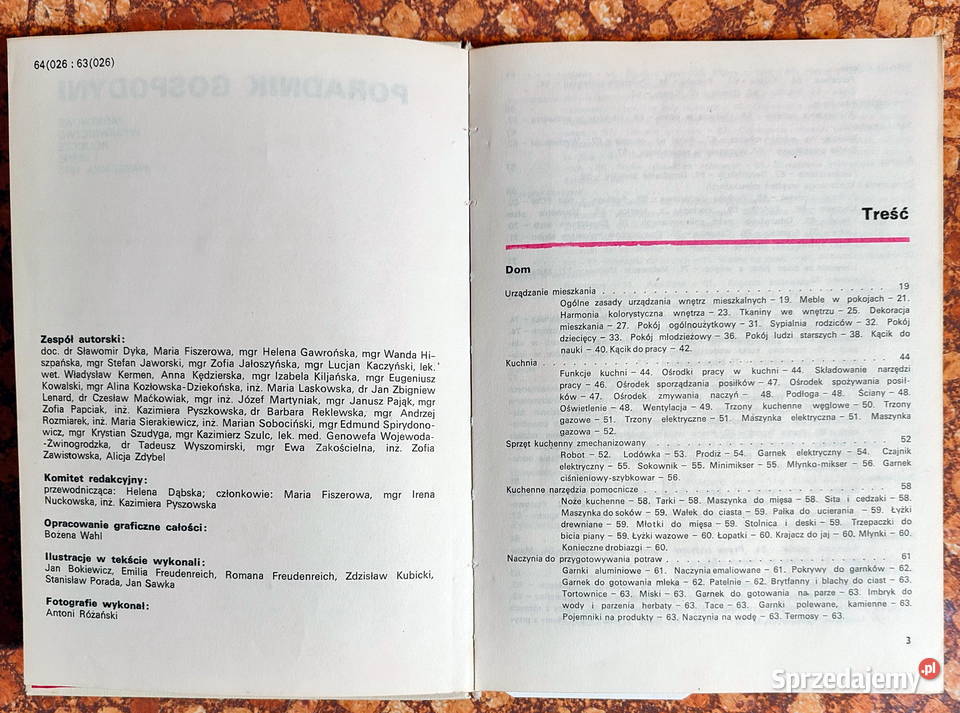 64(026 : 63(026)
PORADNIK GOSPODYNI
Zespół autorski:
doc. dr Sławomir Dyka, Maria Fiszerowa, mgr Helena Gawrońska, mgr Wanda Hi-
szpańska, mgr Stefan Jaworski, mgr Zofia Jałoszyńska, mgr Lucjan Kaczyński, lek.
wet. Władysław Kermen, Anna Kędzierska, mgr Izabela Kiljańska, mgr Eugeniusz
Kowalski, mgr Alina Kozłowska-Dziekońska, inż. Maria Laskowska, dr Jan Zbigniew
Lenard, dr Czesław Maćkowiak, mgr inż. Józef Martyniak, mgr Janusz Pająk, mgr
Zofia Papciak, inż. Kazimiera Pyszkowska, dr Barbara Reklewska, mgr Andrzej
Rozmiarek, inż. Maria Sierakiewicz, inż. Marian Sobociński, mgr Edmund Spirydono-
wicz, mgr Krystian Szudyga, mgr Kazimierz Szulc, lek. med. Genowefa Wojewoda-
-Żwinogrodzka, dr Tadeusz Wyszomirski, mgr Ewa Zakościelna, inż. Zofia
Zawistowska, Alicja Zdybel
Komitet redakcyjny:
przewodnicząca: Helena Dąbska; członkowie: Maria Fiszerowa, mgr Irena
Nuckowska, inż. Kazimiera Pyszowska
Opracowanie graficzne całości:
Bożena Wahl
Ilustracje w tekście wykonali:
Jan Bokiewicz, Emilia Freudenreich, Romana Freudenreich, Zdzisław Kubicki,
Stanisław Porada, Jan Sawka
Fotografie wykonał:
Antoni Różański
Treść
Dom
Urządzanie mieszkania . . . . . . . . . . . . . . . . . . 19
Ogólne zasady urządzania wnętrz mieszkalnych – 19. Meble w pokojach – 21.
Harmonia kolorystyczna wnętrza – 23. Tkaniny we wnętrzu – 25. Dekoracja
mieszkania – 27. Pokój ogólnoużytkowy – 31. Sypialnia rodziców – 32. Pokój
dziecięcy – 33. Pokój młodzieżowy – 36. Pokój ludzi starszych – 38. Kącik do
nauki – 40. Kącik do pracy – 42.
Kuchnia . . . . . . . . . . . . . . . . . . . . . . 44
Funkcje kuchni – 44. Ośrodki pracy w kuchni – 44. Składowanie narzędzi
pracy – 46. Ośrodek sporządzania posiłków – 47. Ośrodek spożywania posił-
ków – 47. Ośrodek zmywania naczyń – 48. Podłoga – 48. Ściany – 48.
Oświetlenie – 48. Wentylacja – 49. Trzony kuchenne węglowe – 50. Trzony
gazowe – 51. Trzony elektryczne – 51. Maszynka elektryczna – 51. Maszynka
gazowa – 52.
Sprzęt kuchenny zmechanizowany . . . . . . . . . . . . . . 52
Robot – 52. Lodówka – 53. Prodiż – 54. Garnek elektryczny – 54. Czajnik
elektryczny – 55. Sokownik – 55. Minimikser – 55. Młynko-mikser – 56. Garnek
ciśnieniowy-szybkowar – 56.
Kuchenne narzędzia pomocnicze . . . . . . . . . . . . . . 58
Noże kuchenne – 58. Tarki – 58. Maszynka do mięsa – 58. Sita i cedzaki – 58.
Maszynka do soków – 59. Wałek do ciasta – 59. Pałka do ucierania – 59. Łyżki
drewniane – 59. Młotki do mięsa – 59. Stolnica i deski – 59. Trzepaczki do
bicia piany – 59. Łyżki wazowe – 60. Łopatki – 60. Krajacz do jaj – 60. Młynki – 60.
Konieczne drobiazgi – 60.
Naczynia do przygotowywania potraw . . . . . . . . . . . . . 61
Garnki aluminiowe – 61. Naczynia emaliowane – 61. Pokrywy do garnków – 62.
Garnek do gotowania mleka – 62. Patelnie – 62. Brytfanny i blachy do ciast – 63.
Tortownice – 63. Miski – 63. Garnek do gotowania na parze – 63. Imbryk do
wody i parzenia herbaty – 63. Tace – 63. Garnki polewane, kamienne – 63.
Pojemniki na produkty – 63. Naczynia na wodę – 63. Termosy – 63.
3
Sprzedajemy.pl